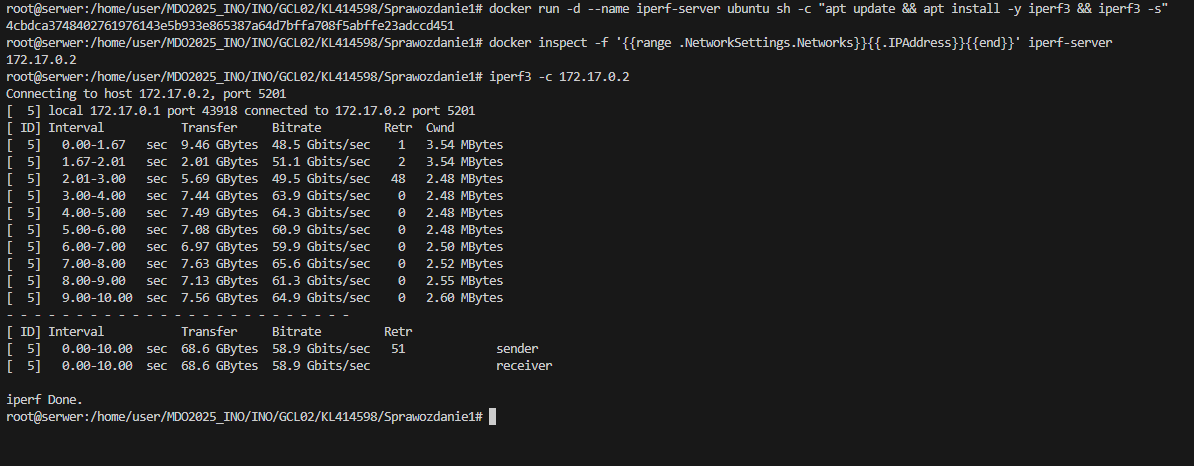 root@serwer:/home/user/MDO2025_INO/INO/GCL02/KL414598/Sprawozdanie1# docker run -d --name iperf-server ubuntu sh -c "apt update && apt install -y iperf3 && iperf3 -s"
4cbdca3748402761976143e5b933e865387a64d7bffa708f5abffe23adccd451
root@serwer:/home/user/MDO2025_INO/INO/GCL02/KL414598/Sprawozdanie1# docker inspect -f '{{range .NetworkSettings.Networks}}{{.IPAddress}}{{end}}' iperf-server
172.17.0.2
root@serwer:/home/user/MDO2025_INO/INO/GCL02/KL414598/Sprawozdanie1# iperf3 -c 172.17.0.2
Connecting to host 172.17.0.2, port 5201
[  5] local 172.17.0.1 port 43918 connected to 172.17.0.2 port 5201
[ ID] Interval           Transfer     Bitrate         Retr  Cwnd
[  5]   0.00-1.67   sec  9.46 GBytes  48.5 Gbits/sec    1   3.54 MBytes
[  5]   1.67-2.01   sec  2.01 GBytes  51.1 Gbits/sec    2   3.54 MBytes
[  5]   2.01-3.00   sec  5.69 GBytes  49.5 Gbits/sec   48   2.48 MBytes
[  5]   3.00-4.00   sec  7.44 GBytes  63.9 Gbits/sec    0   2.48 MBytes
[  5]   4.00-5.00   sec  7.49 GBytes  64.3 Gbits/sec    0   2.48 MBytes
[  5]   5.00-6.00   sec  7.08 GBytes  60.9 Gbits/sec    0   2.48 MBytes
[  5]   6.00-7.00   sec  6.97 GBytes  59.9 Gbits/sec    0   2.50 MBytes
[  5]   7.00-8.00   sec  7.63 GBytes  65.6 Gbits/sec    0   2.52 MBytes
[  5]   8.00-9.00   sec  7.13 GBytes  61.3 Gbits/sec    0   2.55 MBytes
[  5]   9.00-10.00  sec  7.56 GBytes  64.9 Gbits/sec    0   2.60 MBytes
- - - - - - - - - - - - - - - - - - - - - - - - -
[ ID] Interval           Transfer     Bitrate         Retr
[  5]   0.00-10.00  sec  68.6 GBytes  58.9 Gbits/sec   51             sender
[  5]   0.00-10.00  sec  68.6 GBytes  58.9 Gbits/sec                  receiver
iperf Done.
root@serwer:/home/user/MDO2025_INO/INO/GCL02/KL414598/Sprawozdanie1#